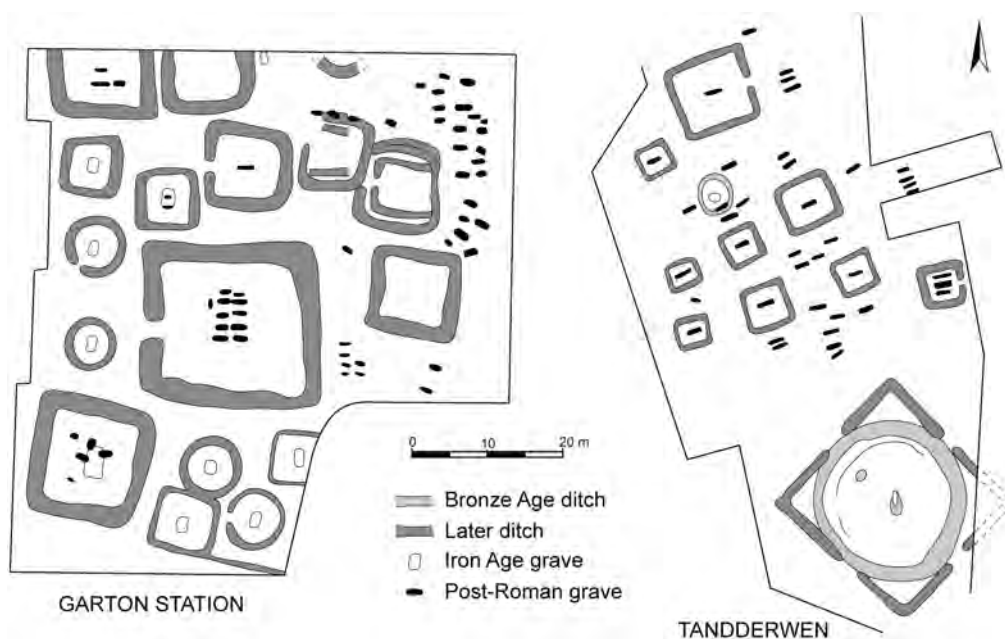 0 10 20 m
Bronze Age ditch
Later ditch
Iron Age grave
Post-Roman grave
GARTON STATION
TANDDERWEN